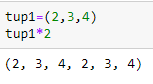 tup1=(2,3,4)
tup1*2
(2, 3, 4, 2, 3, 4)